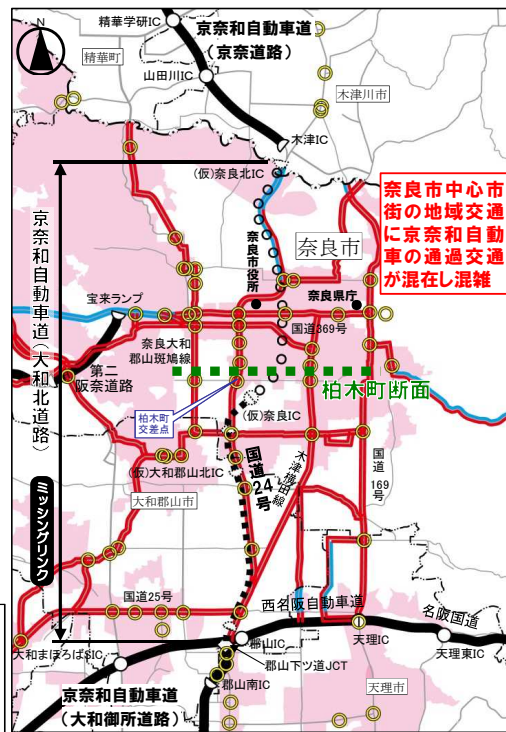 N
精華学研IC
京奈和自動車道
(京奈道路)
精華町
山田川IC
木津川市
木津IC
(仮)奈良北IC
奈良市中心市
街の地域交通
に京奈和自動
車の通過交通
が混在し混雑
京奈和自動車道(大和北道路)
奈良市役所
奈良市
宝来ランプ
奈良県庁
国道369号
奈良大和
郡山斑鳩線
第二
阪奈道路
柏木町断面
柏木町
交差点
(仮)奈良IC
木津横田線
国道
24号
国道
169号
(仮)大和郡山北IC
大和郡山市
ミッシングリンク
国道25号
西名阪自動車道
名阪国道
大和まほろばSIC
郡山IC
天理IC
天理東IC
郡山下ツ道JCT
京奈和自動車道
(大和御所道路)
郡山南IC
天理市